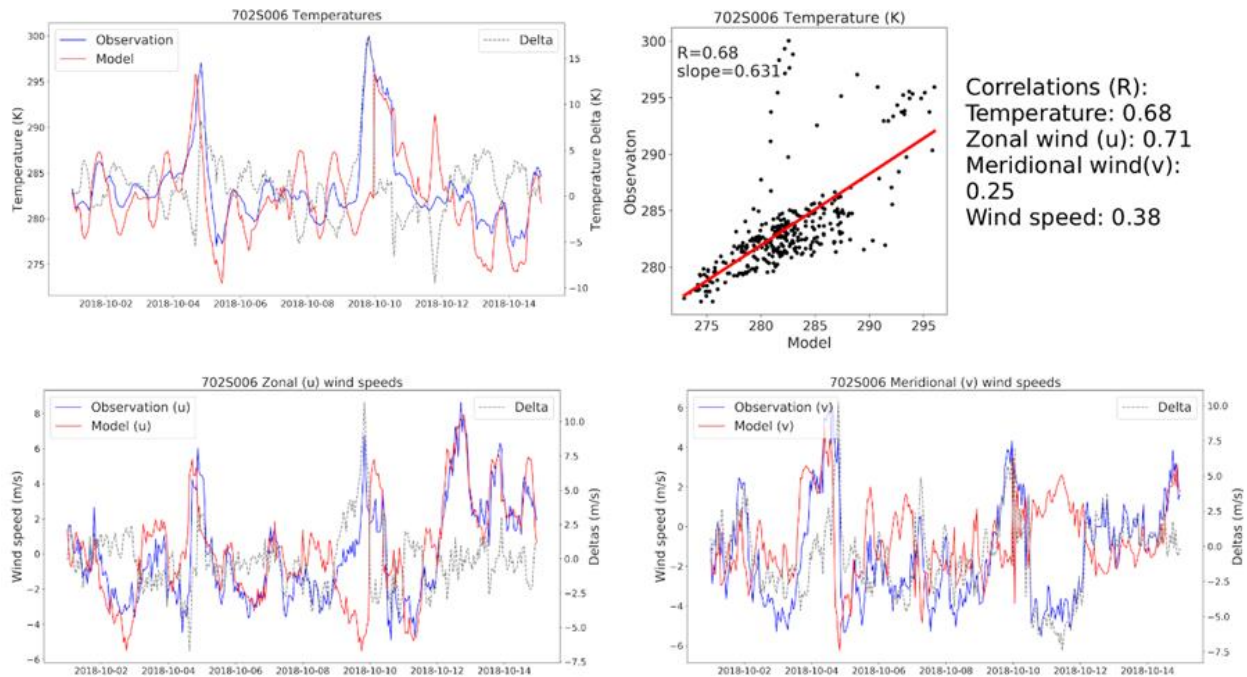 702S006 Temperatures
Observation
Model
Delta
Temperature (K)
300
295
290
285
280
275
Temperature Delta (K)
15
10
5
0
−5
−10
2018-10-02
2018-10-04
2018-10-06
2018-10-08
2018-10-10
2018-10-12
2018-10-14
702S006 Temperature (K)
R=0.68
slope=0.631
Observaton
300
295
290
285
280
275
280
285
290
295
Model
Correlations (R):
Temperature: 0.68
Zonal wind (u): 0.71
Meridional wind(v):
0.25
Wind speed: 0.38
702S006 Zonal (u) wind speeds
Observation (u)
Model (u)
Delta
Wind speed (m/s)
8
6
4
2
0
−2
−4
−6
Deltas (m/s)
10.0
7.5
5.0
2.5
0.0
−2.5
−5.0
−7.5
2018-10-02
2018-10-04
2018-10-06
2018-10-08
2018-10-10
2018-10-12
2018-10-14
702S006 Meridional (v) wind speeds
Observation (v)
Model (v)
Delta
Wind speed (m/s)
6
4
2
0
−2
−4
−6
Deltas (m/s)
10.0
7.5
5.0
2.5
0.0
−2.5
−5.0
−7.5
2018-10-02
2018-10-04
2018-10-06
2018-10-08
2018-10-10
2018-10-12
2018-10-14